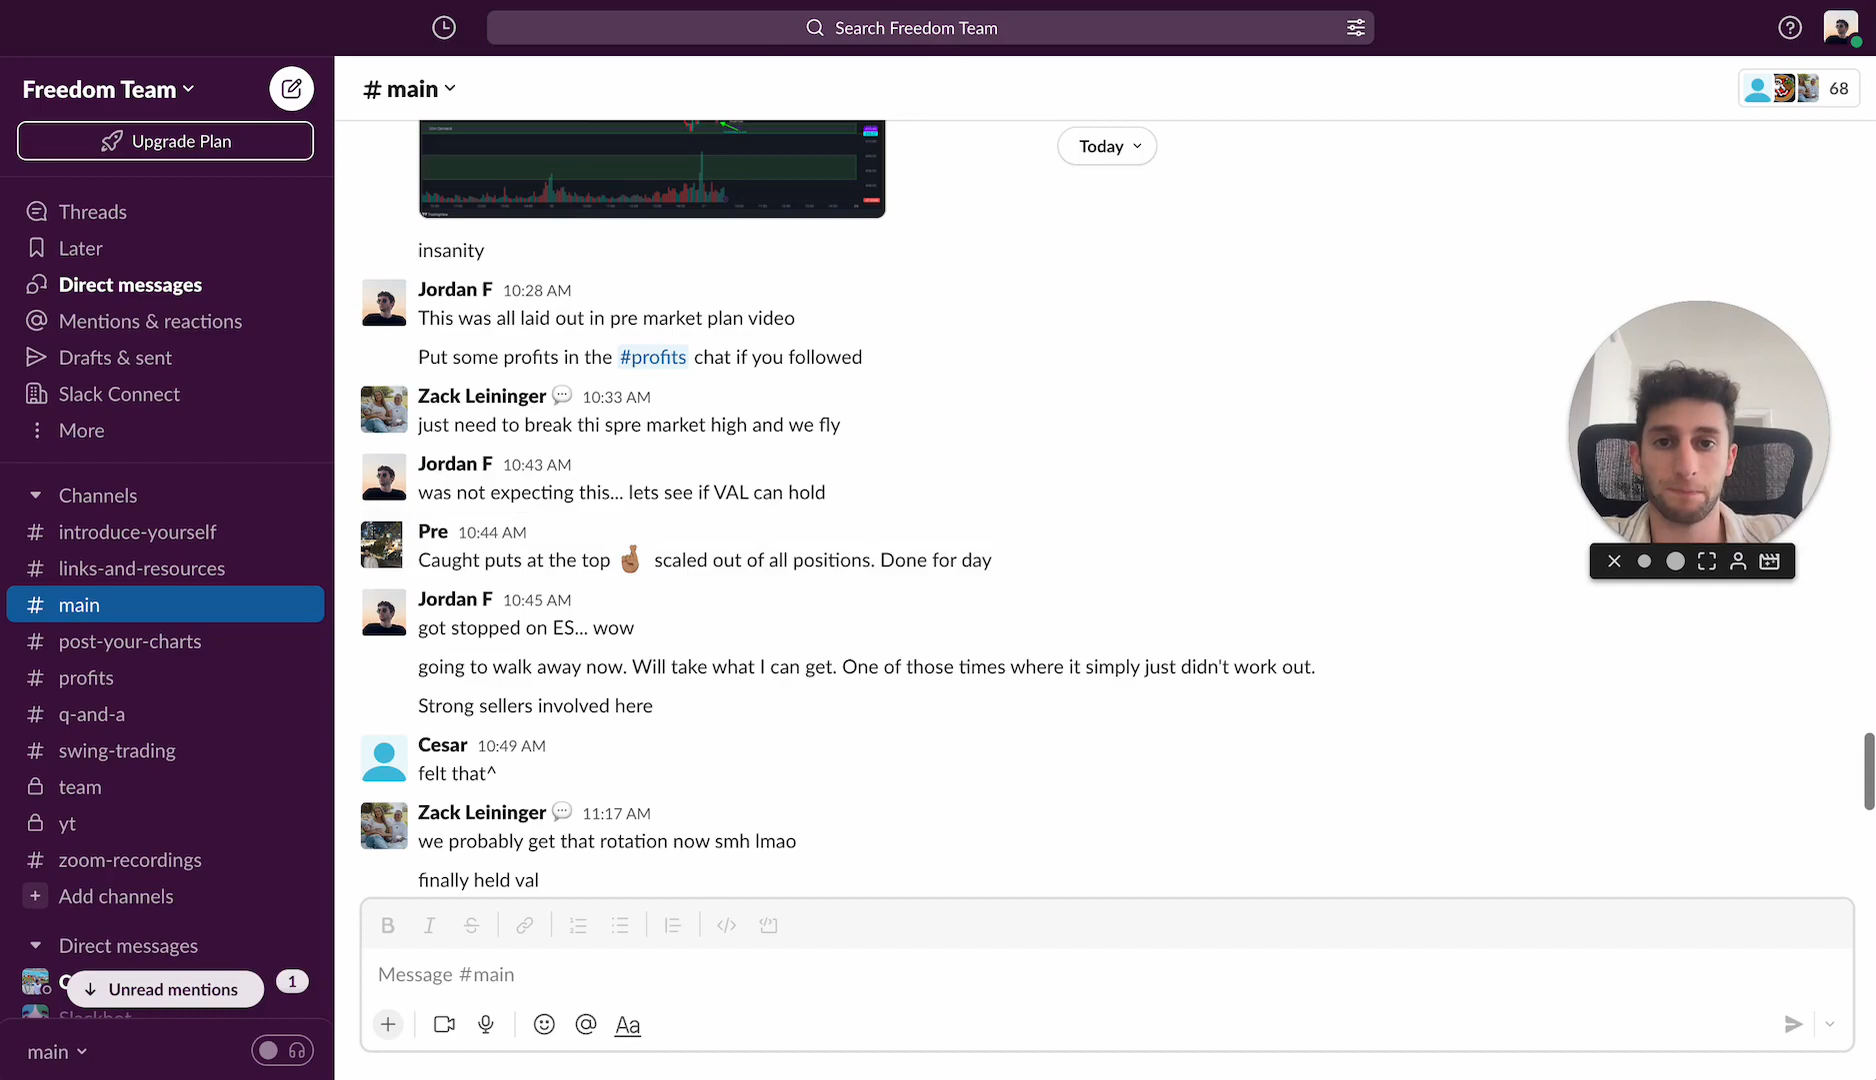 Search Freedom Team
Freedom Team
Upgrade Plan
Threads
Later
Direct messages
Mentions & reactions
Drafts & sent
Slack Connect
More
Channels
# introduce-yourself
# links-and-resources
# main
# post-your-charts
# profits
# q-and-a
# swing-trading
team
yt
# zoom-recordings
+ Add channels
Direct messages
Unread mentions
1
Slackbot
main
# main
68
Today
insanity
Jordan F 10:28 AM
This was all laid out in pre market plan video
Put some profits in the #profits chat if you followed
Zack Leininger 💬 10:33 AM
just need to break thi spre market high and we fly
Jordan F 10:43 AM
was not expecting this... lets see if VAL can hold
Pre 10:44 AM
Caught puts at the top 🤞🏾 scaled out of all positions. Done for day
Jordan F 10:45 AM
got stopped on ES... wow
going to walk away now. Will take what I can get. One of those times where it simply just didn't work out.
Strong sellers involved here
Cesar 10:49 AM
felt that^
Zack Leininger 💬 11:17 AM
we probably get that rotation now smh lmao
finally held val
B I S
Message #main
Aa